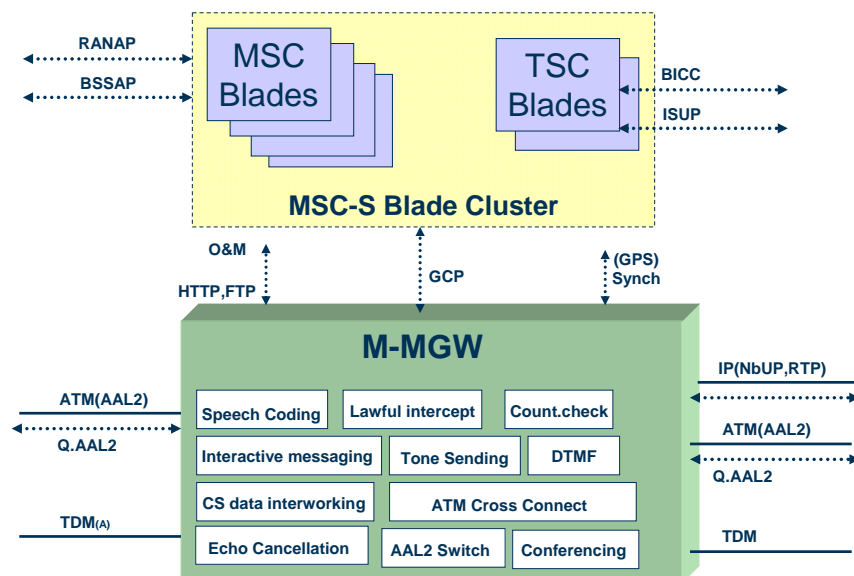 RANAP
BSSAP
MSC
Blades
TSC
Blades
BICC
ISUP
MSC-S Blade Cluster
O&M
HTTP,FTP
GCP
(GPS)
Synch
M-MGW
IP(NbUP,RTP)
ATM(AAL2)
Q.AAL2
Speech Coding
Lawful intercept
Count.check
ATM(AAL2)
Q.AAL2
Interactive messaging
Tone Sending
DTMF
CS data interworking
ATM Cross Connect
TDM(A)
Echo Cancellation
AAL2 Switch
Conferencing
TDM